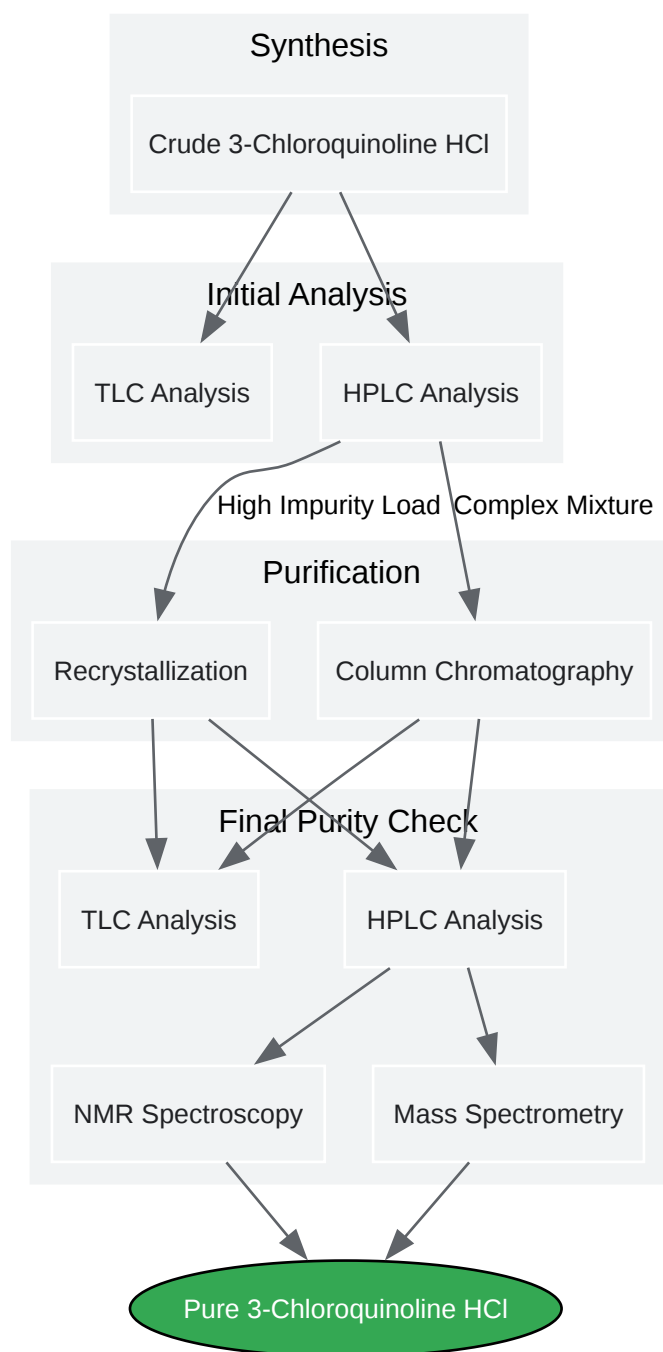 Synthesis
Crude 3-Chloroquinoline HCl
Initial Analysis
TLC Analysis
HPLC Analysis
High Impurity Load
Complex Mixture
Purification
Recrystallization
Column Chromatography
Final Purity Check
TLC Analysis
HPLC Analysis
NMR Spectroscopy
Mass Spectrometry
Pure 3-Chloroquinoline HCl